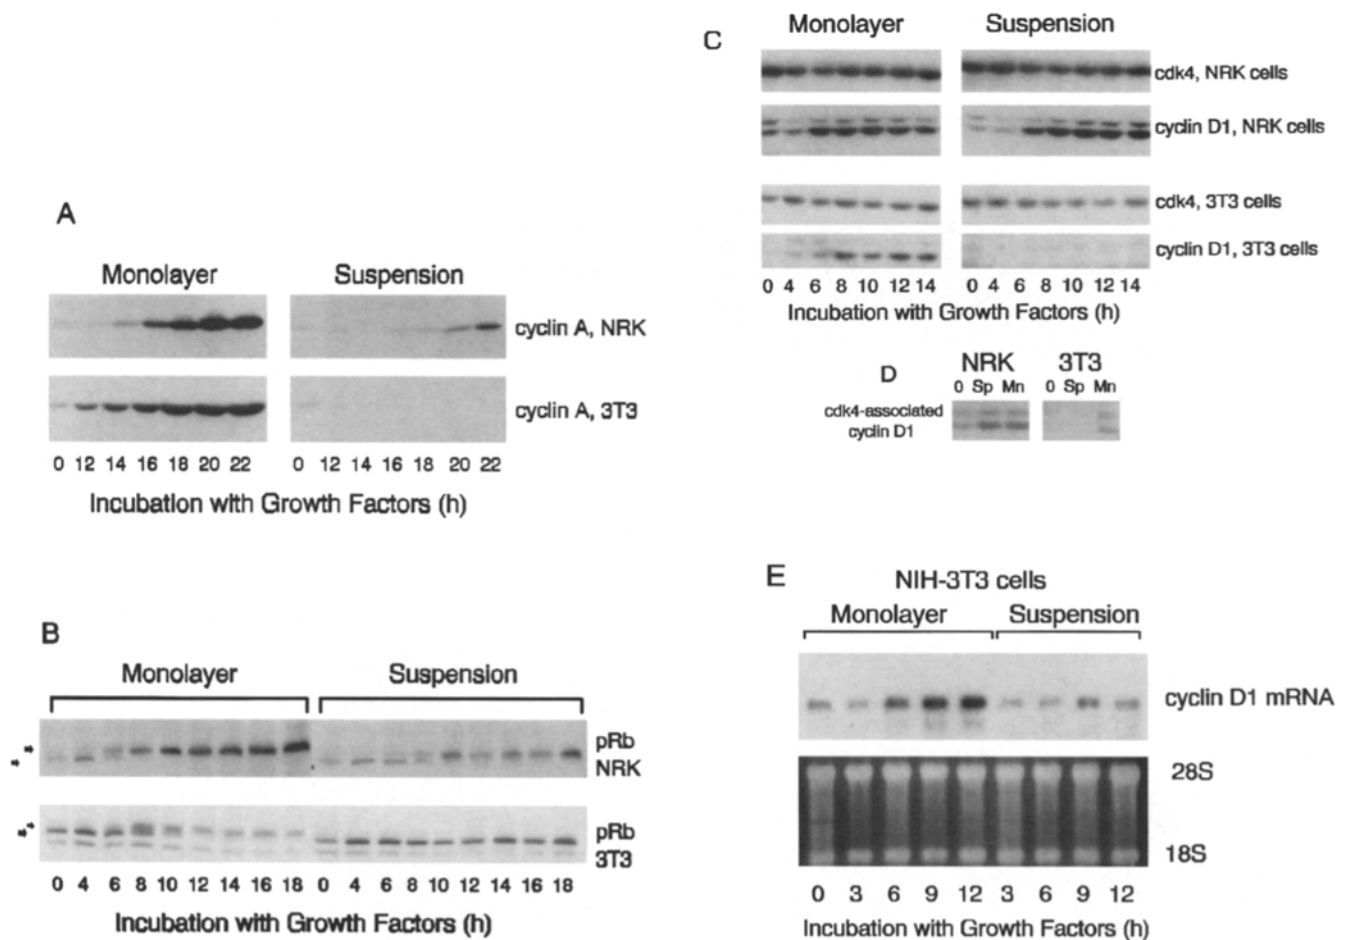 A
Monolayer Suspension
cyclin A, NRK
cyclin A, 3T3
0 12 14 16 18 20 22 0 12 14 16 18 20 22
Incubation with Growth Factors (h)
B
Monolayer Suspension
pRb
NRK
pRb
3T3
0 4 6 8 10 12 14 16 18 0 4 6 8 10 12 14 16 18
Incubation with Growth Factors (h)
C
Monolayer Suspension
cdk4, NRK cells
cyclin D1, NRK cells
cdk4, 3T3 cells
cyclin D1, 3T3 cells
0 4 6 8 10 12 14 0 4 6 8 10 12 14
Incubation with Growth Factors (h)
D
NRK 3T3
0 Sp Mn 0 Sp Mn
cdk4-associated
cyclin D1
E
NIH-3T3 cells
Monolayer Suspension
cyclin D1 mRNA
28S
18S
0 3 6 9 12 3 6 9 12
Incubation with Growth Factors (h)